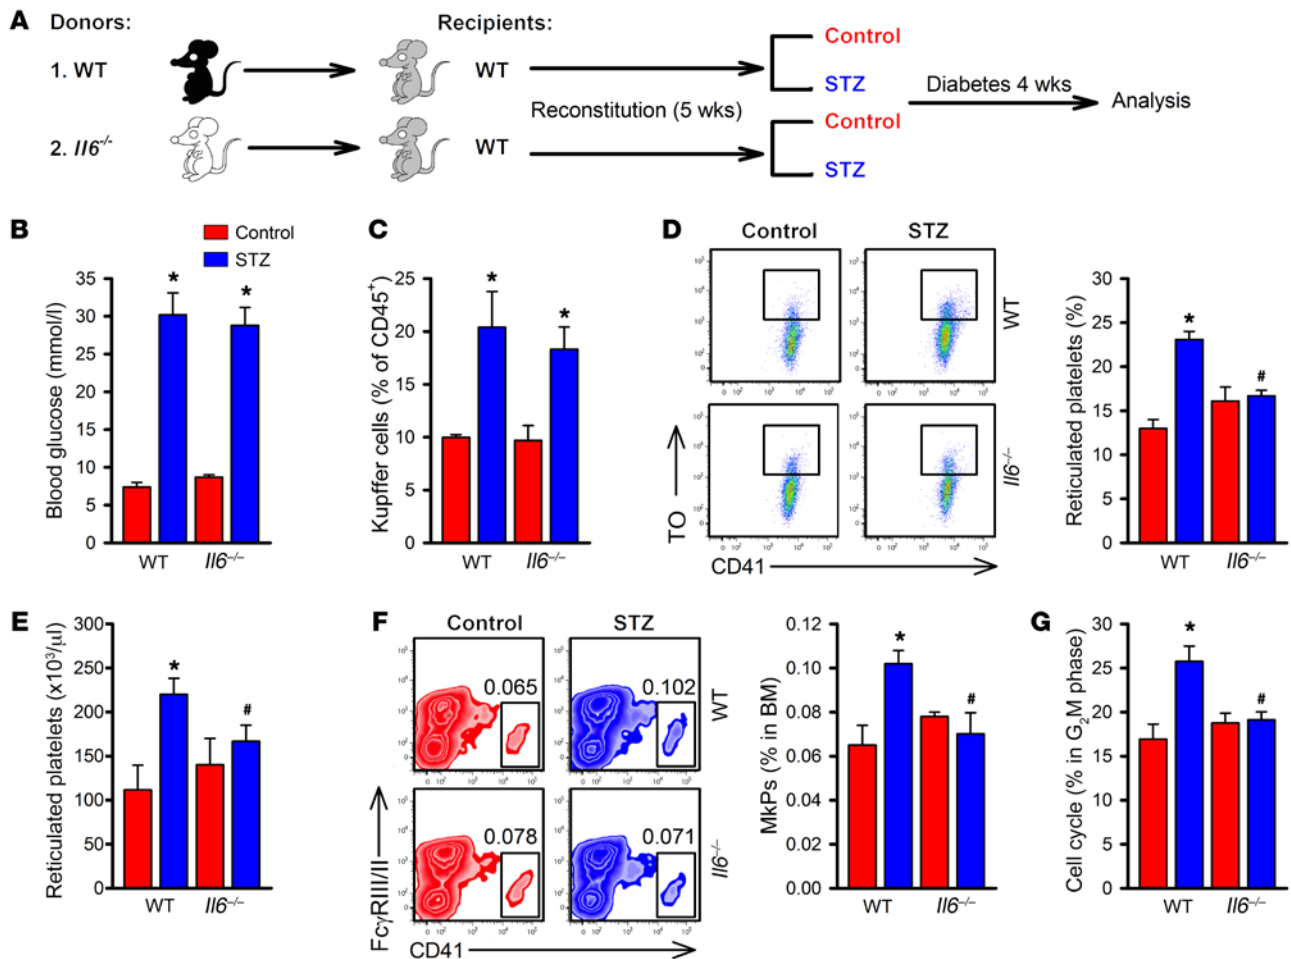 A
Donors:
Recipients:
1. WT
WT
Control
STZ
Reconstitution (5 wks)
Diabetes 4 wks
Analysis
2. Il6-/-
WT
Control
STZ
B
Control
STZ
Blood glucose (mmol/l)
35
30
25
20
15
10
5
0
* *
WT Il6–/–
C
Kupffer cells (% of CD45+)
25
20
15
10
5
0
* *
WT Il6–/–
D
Control STZ
WT
Il6–/–
TO
CD41
Reticulated platelets (%)
30
25
20
15
10
5
0
* #
WT Il6–/–
E
Reticulated platelets (x10³/µl)
300
250
200
150
100
50
0
* #
WT Il6–/–
F
Control STZ
0.065 0.102
WT
0.078 0.071
Il6–/–
FcγRIII/II
CD41
MkPs (% in BM)
0.12
0.10
0.08
0.06
0.04
0.02
0.00
* #
WT Il6–/–
G
Cell cycle (% in G₂M phase)
30
25
20
15
10
5
0
* #
WT Il6–/–